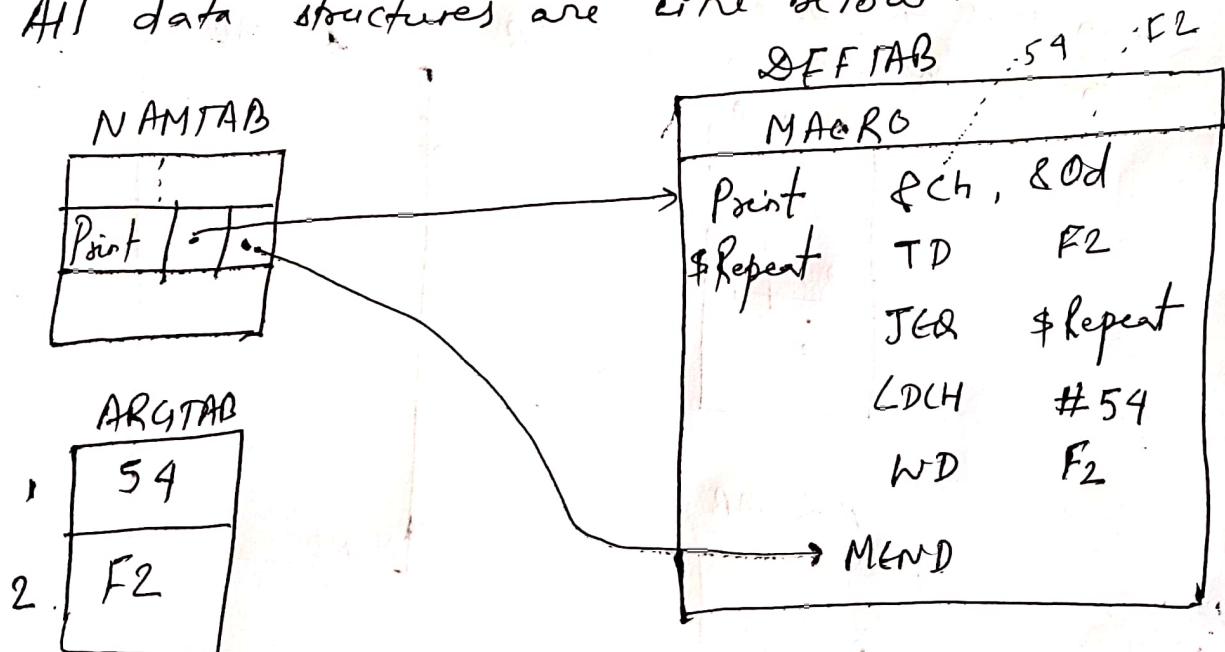 All data structures are like below
NAMTAB
Print
ARGTAB
1 54
2. F2
DEFTAB 54 F2
MACRO
Print &Ch, &Od
$Repeat TD F2
JEQ $Repeat
LDCH #54
WD F2
MEND